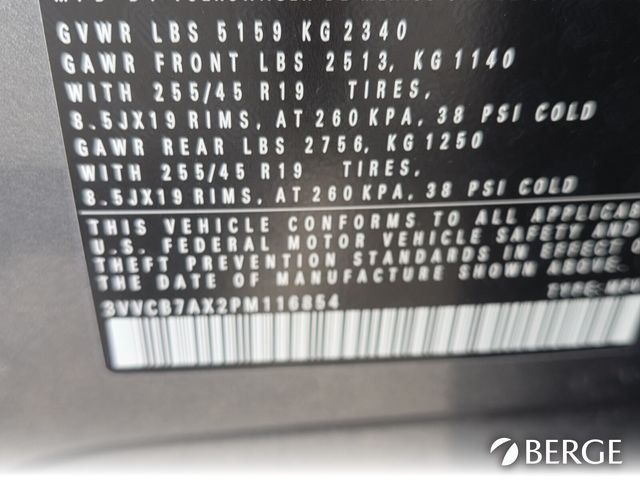 GVWR LBS 5159 KG 2340
GAWR FRONT LBS 2513, KG 1140
WITH 255/45 R19 TIRES,
8.5JX19 RIMS, AT 260 KPA, 38 PSI COLD
GAWR REAR LBS 2756, KG 1250
WITH 255/45 R19 TIRES,
8.5JX19 RIMS, AT 260 KPA, 38 PSI COLD
THIS VEHICLE CONFORMS TO ALL APPLICAB
U.S. FEDERAL MOTOR VEHICLE SAFETY AND
THEFT PREVENTION STANDARDS IN EFFECT O
THE DATE OF MANUFACTURE SHOWN ABOVE.
3VVCB7AX2PM116854 TYPE:
BERGE